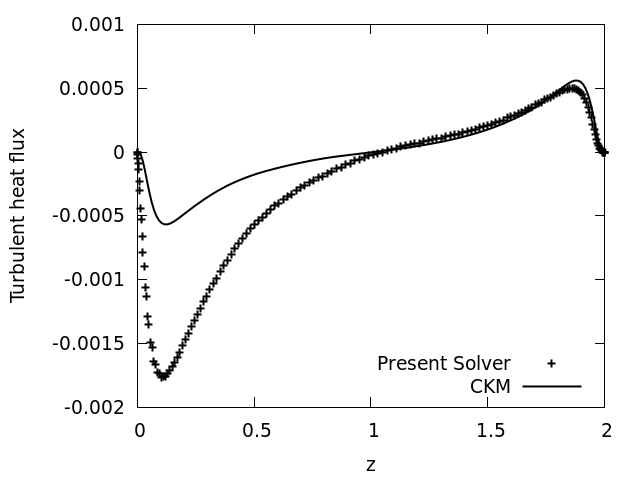 0.001
0.0005
0
-0.0005
-0.001
-0.0015
-0.002
Turbulent heat flux
Present Solver
CKM
0 0.5 1 1.5 2
z